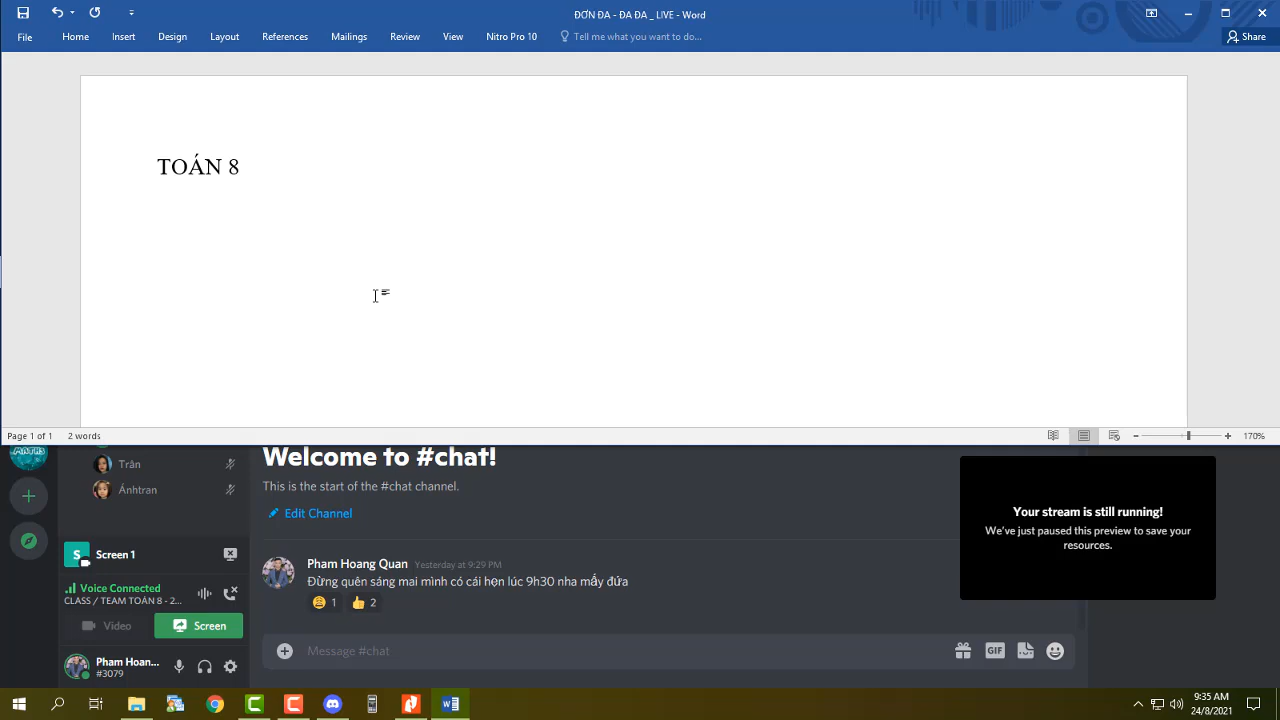 ĐƠN ĐA - ĐA ĐA _ LIVE - Word
File Home Insert Design Layout References Mailings Review View Nitro Pro 10 Tell me what you want to do... Share
TOÁN 8
Page 1 of 1 2 words 170%
ANTIB
Trân
Ánhtran
S Screen 1
Voice Connected
CLASS / TEAM TOÁN 8 - 2...
Video Screen
Pham Hoan...
#3079
Welcome to #chat!
This is the start of the #chat channel.
Edit Channel
Pham Hoang Quan Yesterday at 9:29 PM
Đừng quên sáng mai mình có cái hẹn lúc 9h30 nha mấy đứa
1 2
Message #chat
GIF
Your stream is still running!
We've just paused this preview to save your
resources.
9:35 AM
24/8/2021